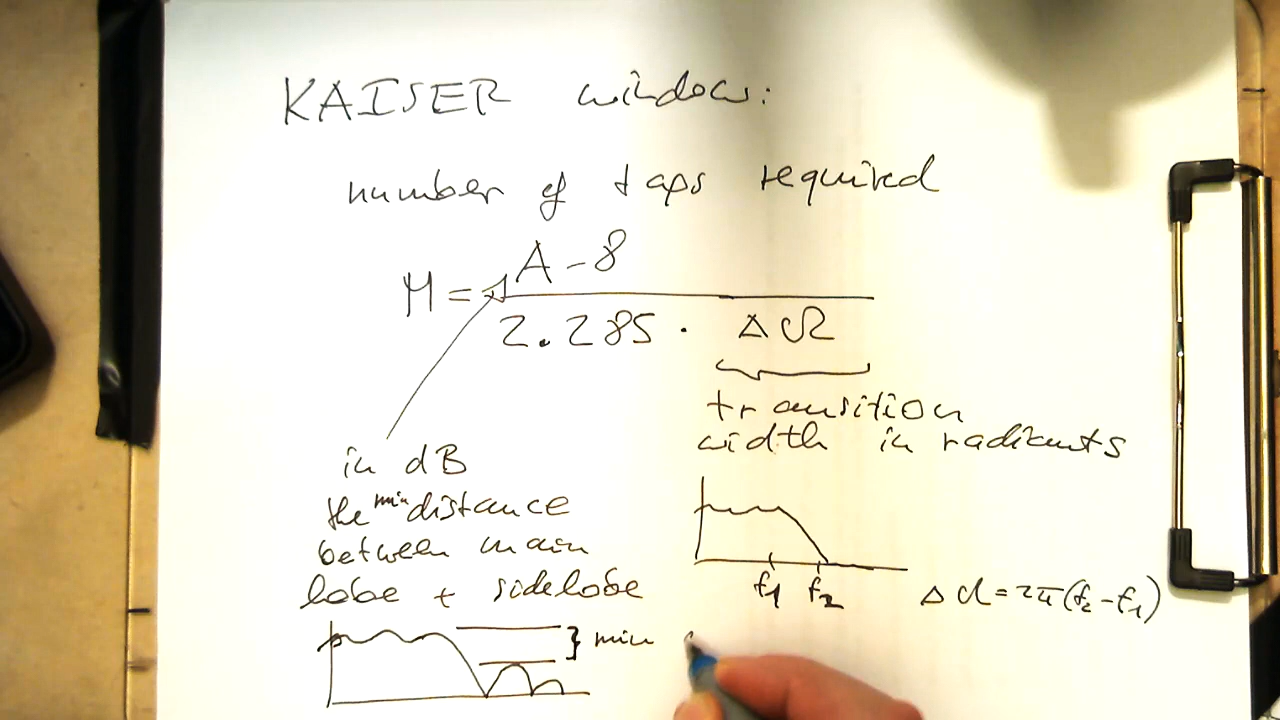 KAISER window:
number of taps required
M = A - 8
2.285 · ΔΩ
transition
width in radiants
in dB
the min distance
between main
lobe + sidelobe
f1 f2
ΔΩ = 2π(f2 - f1)
} min